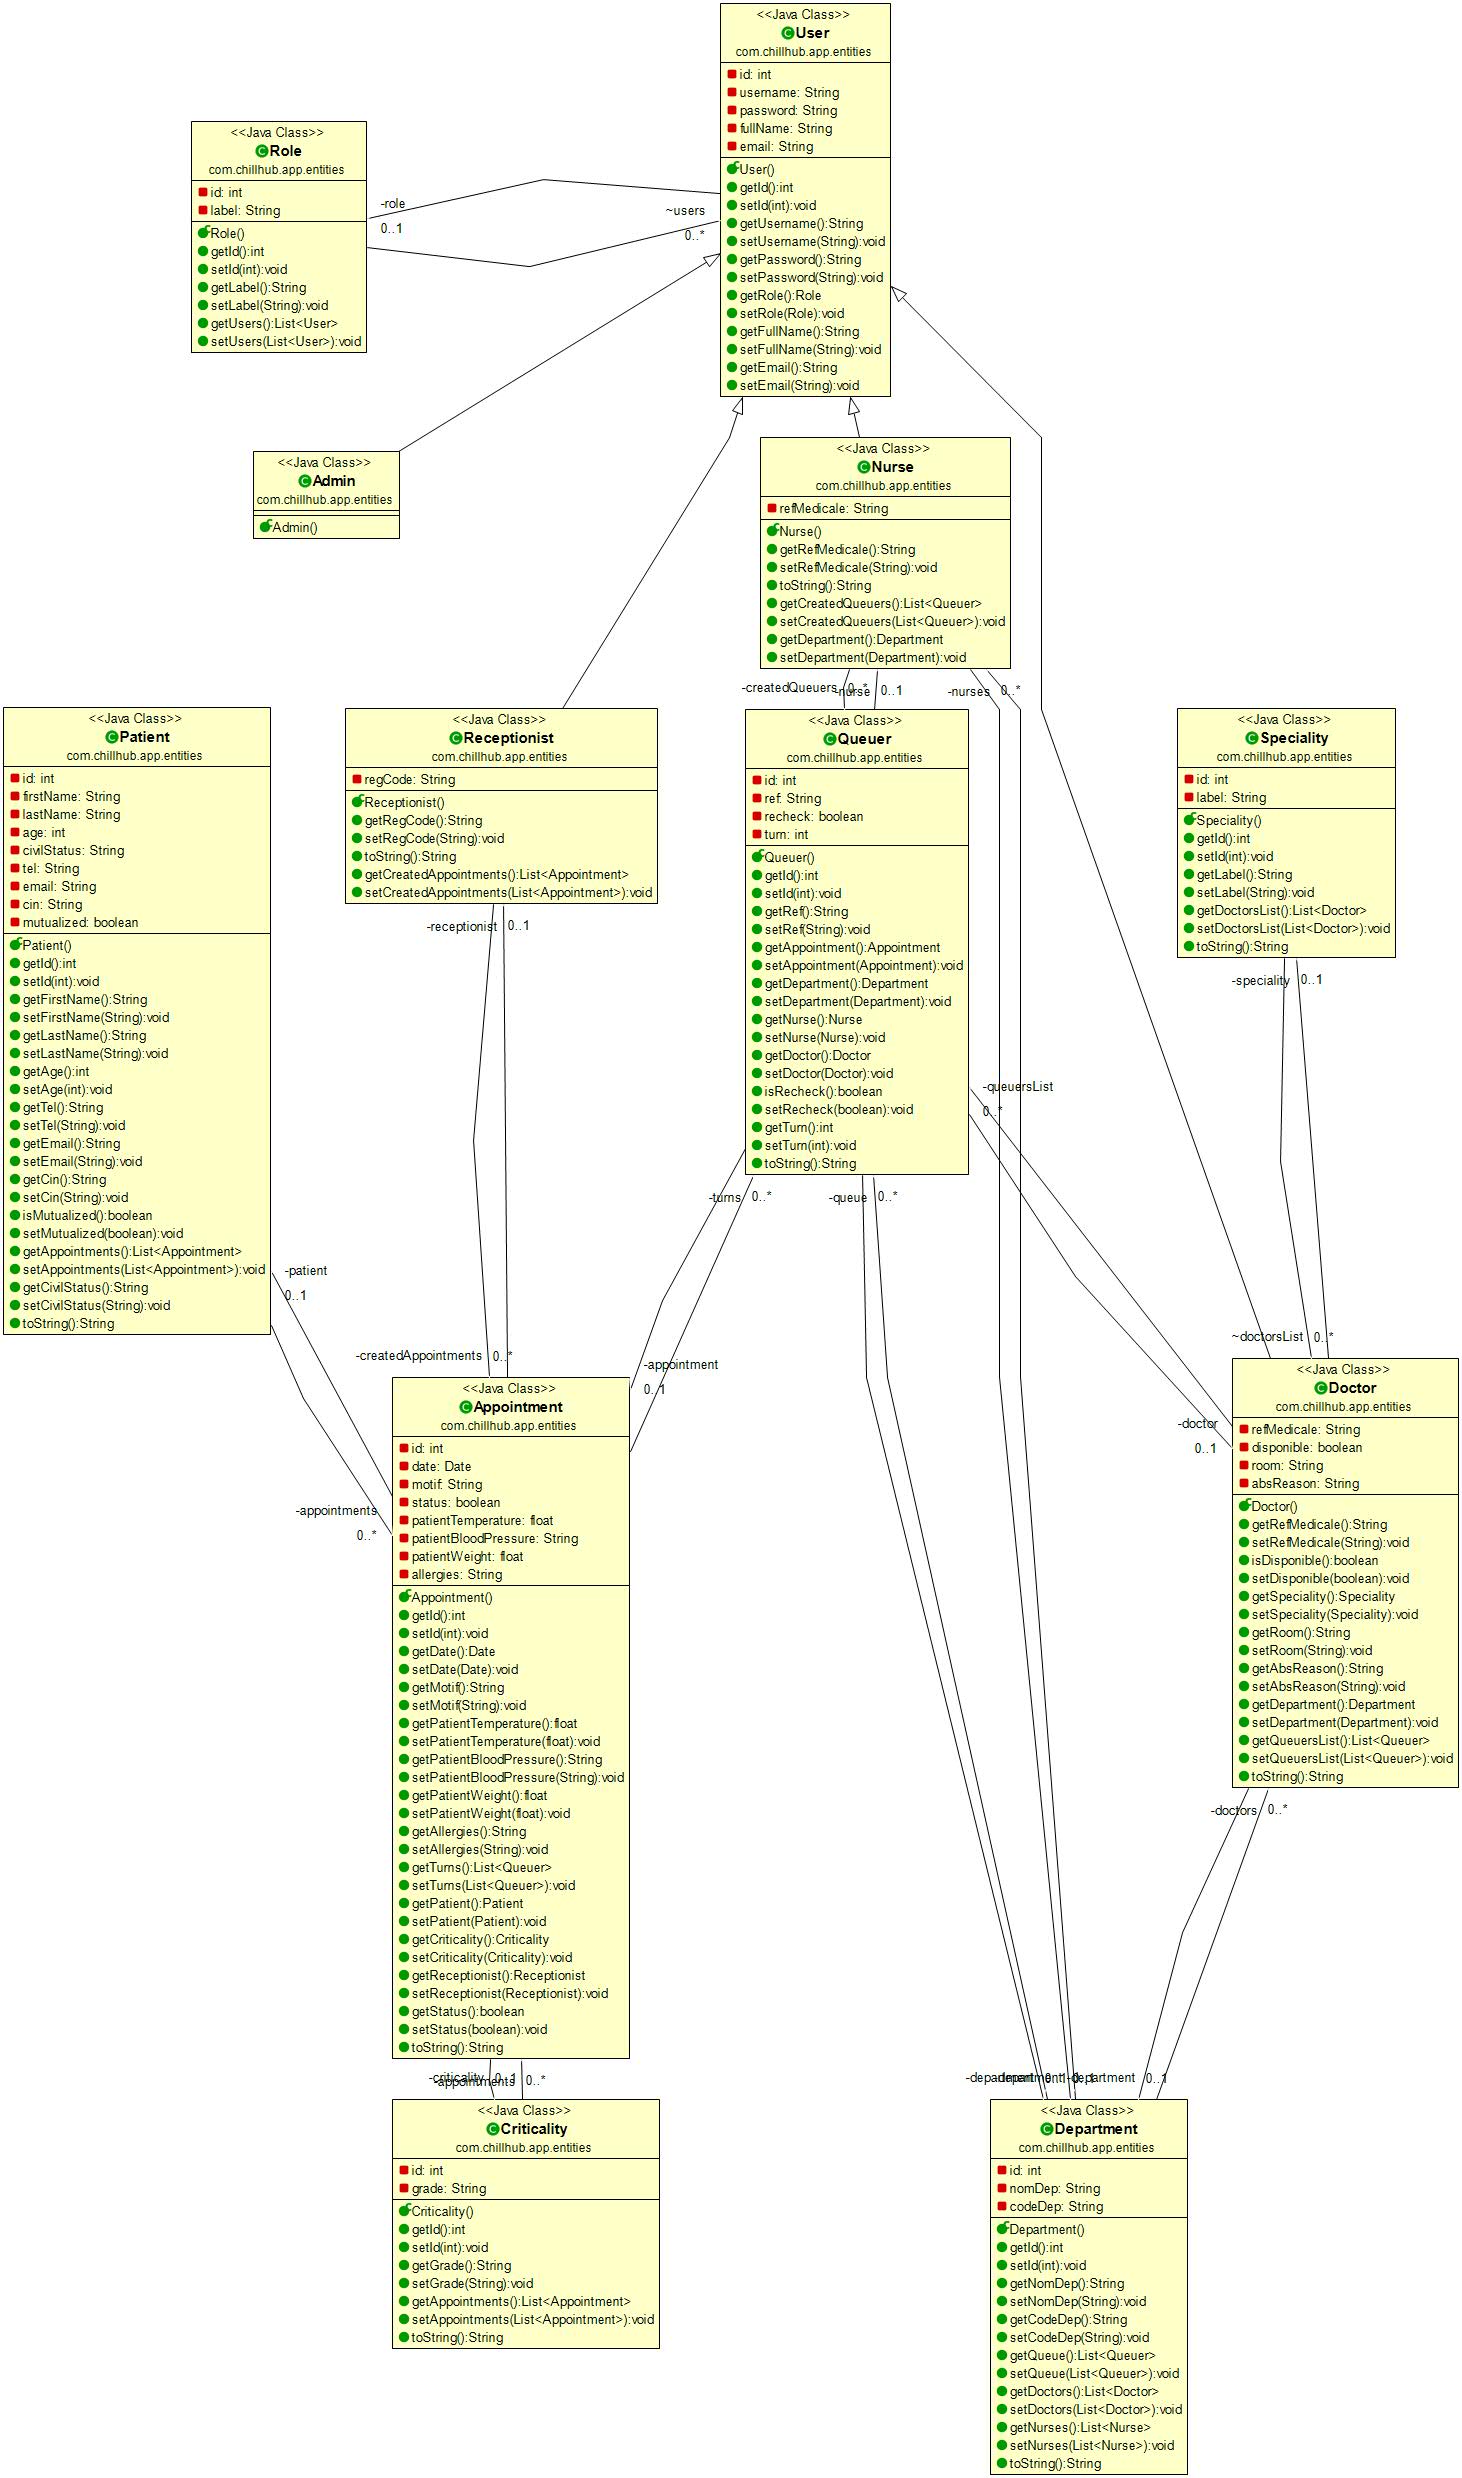 <<Java Class>>
User
com.chillhub.app.entities
id: int
username: String
password: String
fullName: String
email: String
User()
getId():int
setId(int):void
getUsername():String
setUsername(String):void
getPassword():String
setPassword(String):void
getRole():Role
setRole(Role):void
getFullName():String
setFullName(String):void
getEmail():String
setEmail(String):void
<<Java Class>>
Role
com.chillhub.app.entities
id: int
label: String
Role()
getId():int
setId(int):void
getLabel():String
setLabel(String):void
getUsers():List<User>
setUsers(List<User>):void
-role
0..1
~users
0..*
<<Java Class>>
Admin
com.chillhub.app.entities
Admin()
<<Java Class>>
Nurse
com.chillhub.app.entities
refMedicale: String
Nurse()
getRefMedicale():String
setRefMedicale(String):void
toString():String
getCreatedQueuers():List<Queuer>
setCreatedQueuers(List<Queuer>):void
getDepartment():Department
setDepartment(Department):void
-createdQueuers
0..*
-nurse
0..1
-nurses
0..*
<<Java Class>>
Patient
com.chillhub.app.entities
id: int
firstName: String
lastName: String
age: int
civilStatus: String
tel: String
email: String
cin: String
mutualized: boolean
Patient()
getId():int
setId(int):void
getFirstName():String
setFirstName(String):void
getLastName():String
setLastName(String):void
getAge():int
setAge(int):void
getTel():String
setTel(String):void
getEmail():String
setEmail(String):void
getCin():String
setCin(String):void
isMutualized():boolean
setMutualized(boolean):void
getAppointments():List<Appointment>
setAppointments(List<Appointment>):void
getCivilStatus():String
setCivilStatus(String):void
toString():String
-patient
0..1
-appointments
0..*
<<Java Class>>
Receptionist
com.chillhub.app.entities
regCode: String
Receptionist()
getRegCode():String
setRegCode(String):void
toString():String
getCreatedAppointments():List<Appointment>
setCreatedAppointments(List<Appointment>):void
-receptionist
0..1
-createdAppointments
0..*
<<Java Class>>
Queuer
com.chillhub.app.entities
id: int
ref: String
recheck: boolean
turn: int
Queuer()
getId():int
setId(int):void
getRef():String
setRef(String):void
getAppointment():Appointment
setAppointment(Appointment):void
getDepartment():Department
setDepartment(Department):void
getNurse():Nurse
setNurse(Nurse):void
getDoctor():Doctor
setDoctor(Doctor):void
isRecheck():boolean
setRecheck(boolean):void
getTurn():int
setTurn(int):void
toString():String
-queuersList
0..*
-turns
0..*
-queue
0..*
-appointment
0..1
<<Java Class>>
Speciality
com.chillhub.app.entities
id: int
label: String
Speciality()
getId():int
setId(int):void
getLabel():String
setLabel(String):void
getDoctorsList():List<Doctor>
setDoctorsList(List<Doctor>):void
toString():String
-speciality
0..1
~doctorsList
0..*
<<Java Class>>
Doctor
com.chillhub.app.entities
refMedicale: String
disponible: boolean
room: String
absReason: String
Doctor()
getRefMedicale():String
setRefMedicale(String):void
isDisponible():boolean
setDisponible(boolean):void
getSpeciality():Speciality
setSpeciality(Speciality):void
getRoom():String
setRoom(String):void
getAbsReason():String
setAbsReason(String):void
getDepartment():Department
setDepartment(Department):void
getQueuersList():List<Queuer>
setQueuersList(List<Queuer>):void
toString():String
-doctor
0..1
-doctors
0..*
<<Java Class>>
Appointment
com.chillhub.app.entities
id: int
date: Date
motif: String
status: boolean
patientTemperature: float
patientBloodPressure: String
patientWeight: float
allergies: String
Appointment()
getId():int
setId(int):void
getDate():Date
setDate(Date):void
getMotif():String
setMotif(String):void
getPatientTemperature():float
setPatientTemperature(float):void
getPatientBloodPressure():String
setPatientBloodPressure(String):void
getPatientWeight():float
setPatientWeight(float):void
getAllergies():String
setAllergies(String):void
getTurns():List<Queuer>
setTurns(List<Queuer>):void
getPatient():Patient
setPatient(Patient):void
getCriticality():Criticality
setCriticality(Criticality):void
getReceptionist():Receptionist
setReceptionist(Receptionist):void
getStatus():boolean
setStatus(boolean):void
toString():String
-criticality
0..1
-appointments
0..*
<<Java Class>>
Criticality
com.chillhub.app.entities
id: int
grade: String
Criticality()
getId():int
setId(int):void
getGrade():String
setGrade(String):void
getAppointments():List<Appointment>
setAppointments(List<Appointment>):void
toString():String
-department
0..1
-department
0..1
-department
0..1
<<Java Class>>
Department
com.chillhub.app.entities
id: int
nomDep: String
codeDep: String
Department()
getId():int
setId(int):void
getNomDep():String
setNomDep(String):void
getCodeDep():String
setCodeDep(String):void
getQueue():List<Queuer>
setQueue(List<Queuer>):void
getDoctors():List<Doctor>
setDoctors(List<Doctor>):void
getNurses():List<Nurse>
setNurses(List<Nurse>):void
toString():String